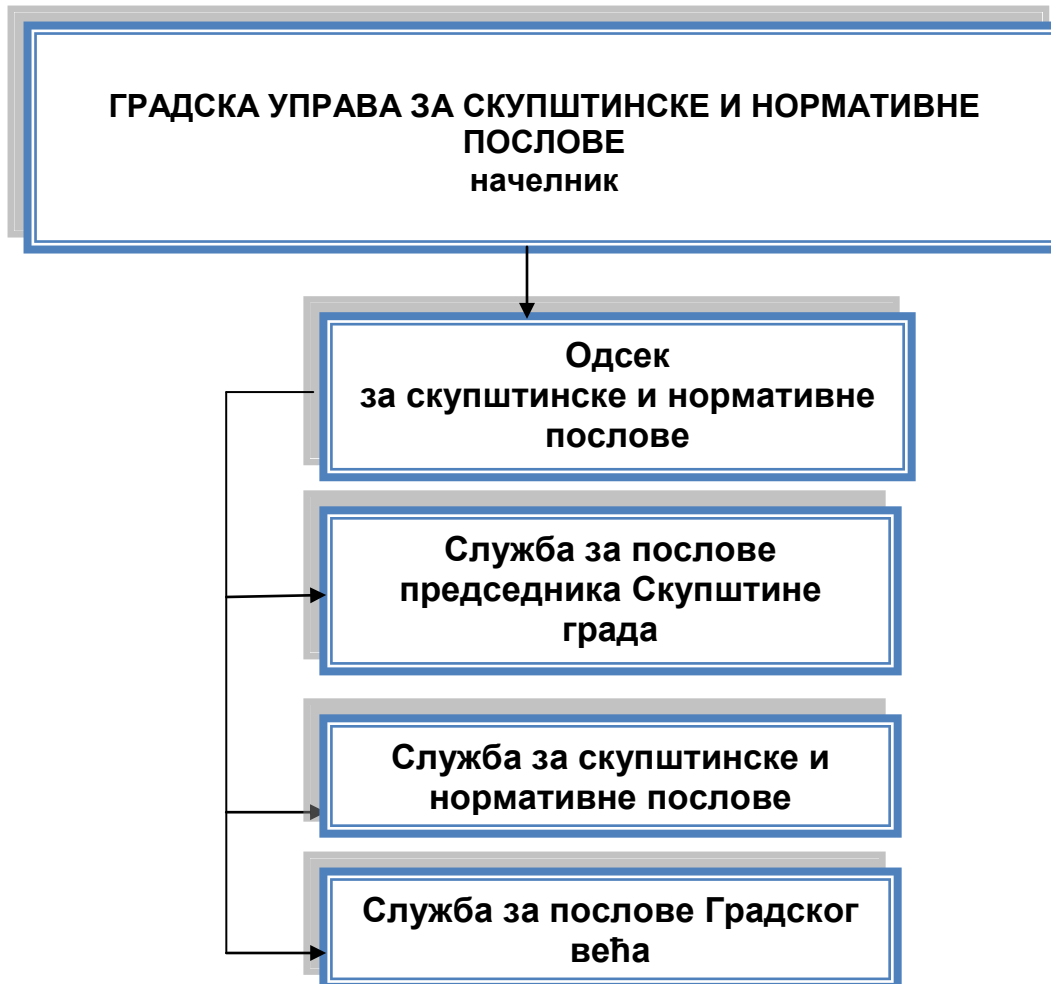 ГРАДСКА УПРАВА ЗА СКУПШТИНСКЕ И НОРМАТИВНЕ
ПОСЛОВЕ
начелник
Одсек
за скупштинске и нормативне
послове
Служба за послове
председника Скупштине
града
Служба за скупштинске и
нормативне послове
Служба за послове Градског
већа